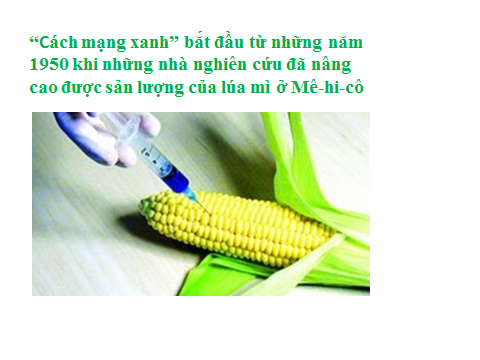 “Cách mạng xanh” bắt đầu từ những năm
1950 khi những nhà nghiên cứu đã nâng
cao được sản lượng của lúa mì ở Mê-hi-cô